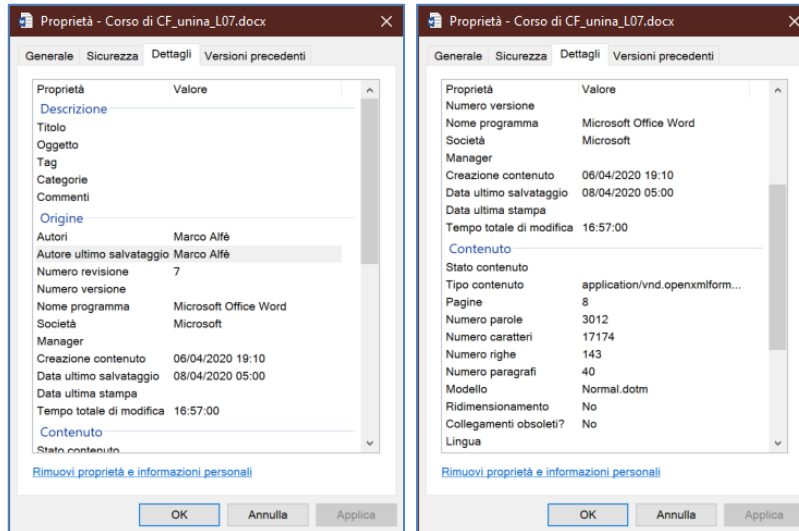 Proprietà - Corso di CF_unina_L07.docx
Generale Sicurezza Dettagli Versioni precedenti
Proprietà Valore
Descrizione
Titolo
Oggetto
Tag
Categorie
Commenti
Origine
Autori Marco Alfè
Autore ultimo salvataggio Marco Alfè
Numero revisione 7
Numero versione
Nome programma Microsoft Office Word
Società Microsoft
Manager
Creazione contenuto 06/04/2020 19:10
Data ultimo salvataggio 08/04/2020 05:00
Data ultima stampa
Tempo totale di modifica 16:57:00
Contenuto
Stato contenuto
Rimuovi proprietà e informazioni personali
OK Annulla Applica
Proprietà - Corso di CF_unina_L07.docx
Generale Sicurezza Dettagli Versioni precedenti
Proprietà Valore
Numero versione
Nome programma Microsoft Office Word
Società Microsoft
Manager
Creazione contenuto 06/04/2020 19:10
Data ultimo salvataggio 08/04/2020 05:00
Data ultima stampa
Tempo totale di modifica 16:57:00
Contenuto
Stato contenuto
Tipo contenuto application/vnd.openxmlform...
Pagine 8
Numero parole 3012
Numero caratteri 17174
Numero righe 143
Numero paragrafi 40
Modello Normal.dotm
Ridimensionamento No
Collegamenti obsoleti? No
Lingua
Rimuovi proprietà e informazioni personali
OK Annulla Applica